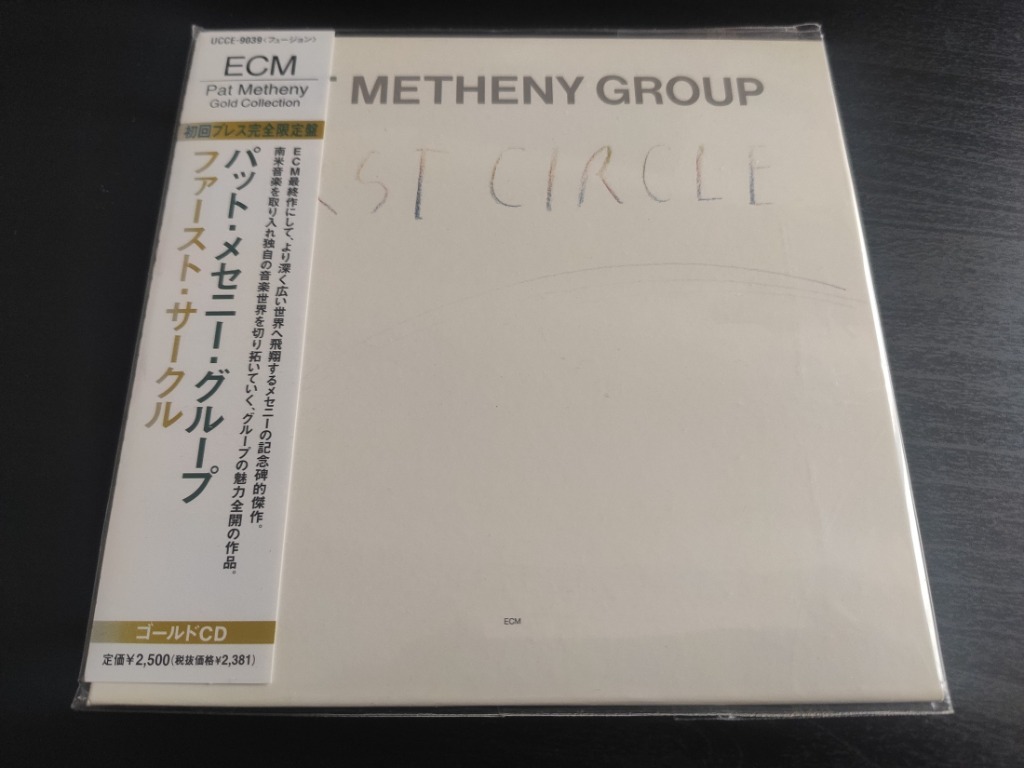 UCCE-9039〈フュージョン〉
ECM
Pat Metheny
Gold Collection
初回プレス完全限定盤
ECM最終作にして、より深く広い世界へ飛翔するメセニーの記念碑的傑作。
南米音楽を取り入れ独自の音楽世界を切り拓いていく、グループの魅力全開の作品。
パット・メセニー・グループ
ファースト・サークル
ゴールドCD
定価¥2,500(税抜価格¥2,381)
T METHENY GROUP
ST CIRCLE
ECM